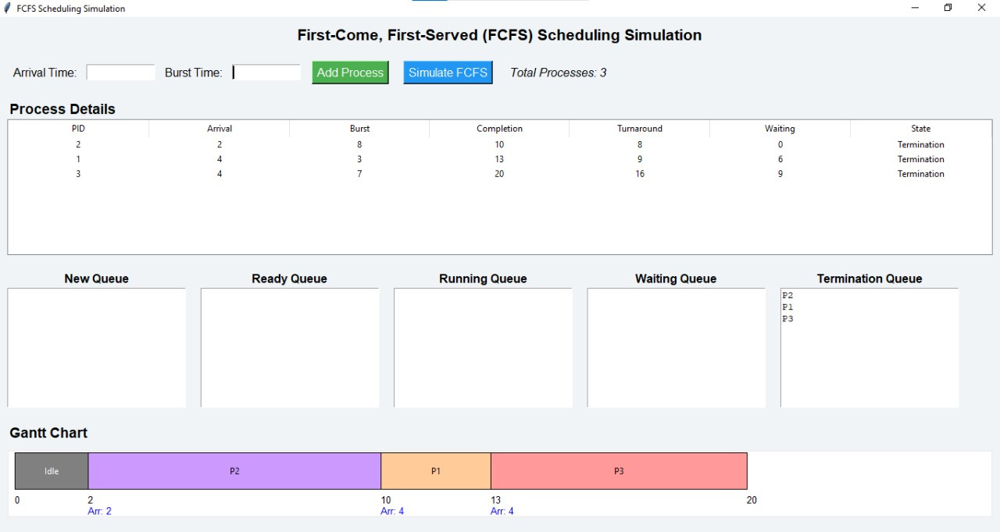 FCFS Scheduling Simulation
First-Come, First-Served (FCFS) Scheduling Simulation
Arrival Time: Burst Time: Add Process Simulate FCFS Total Processes: 3
Process Details
PID Arrival Burst Completion Turnaround Waiting State
2 2 8 10 8 0 Termination
1 4 3 13 9 6 Termination
3 4 7 20 16 9 Termination
New Queue Ready Queue Running Queue Waiting Queue Termination Queue
P2
P1
P3
Gantt Chart
Idle P2 P1 P3
0 2 10 13 20
Arr: 2 Arr: 4 Arr: 4